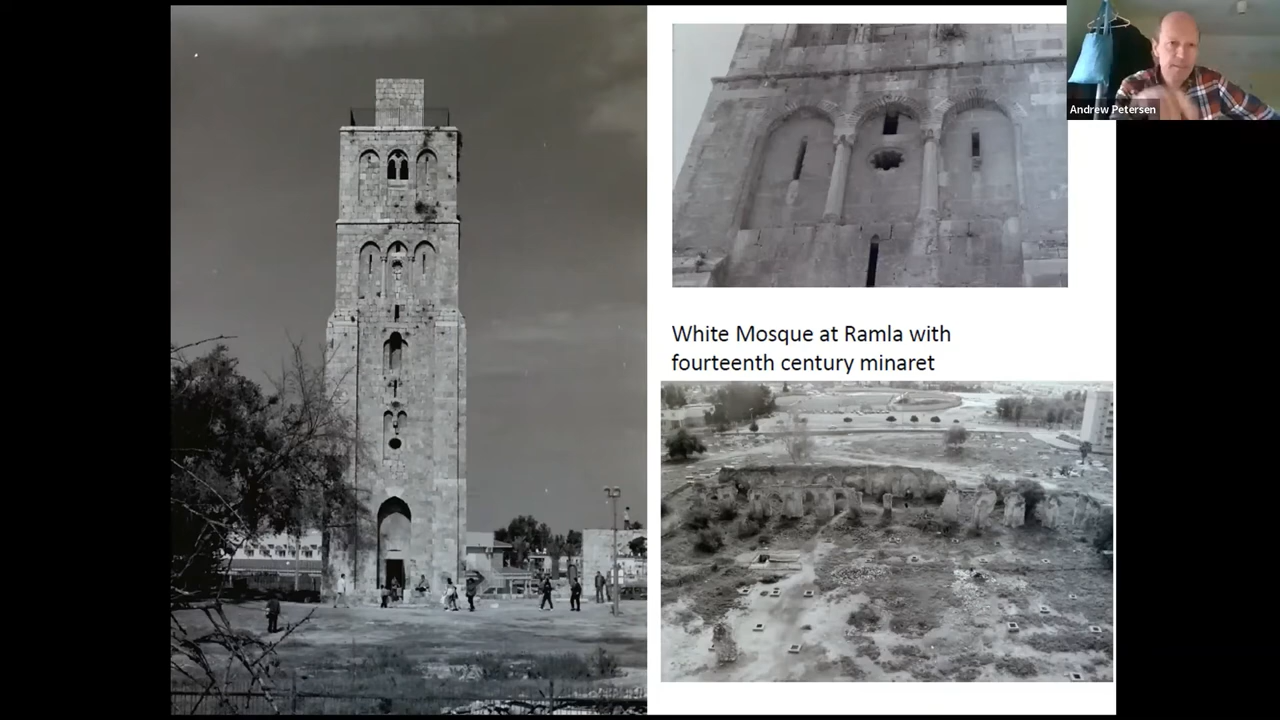 Andrew Petersen
White Mosque at Ramla with
fourteenth century minaret